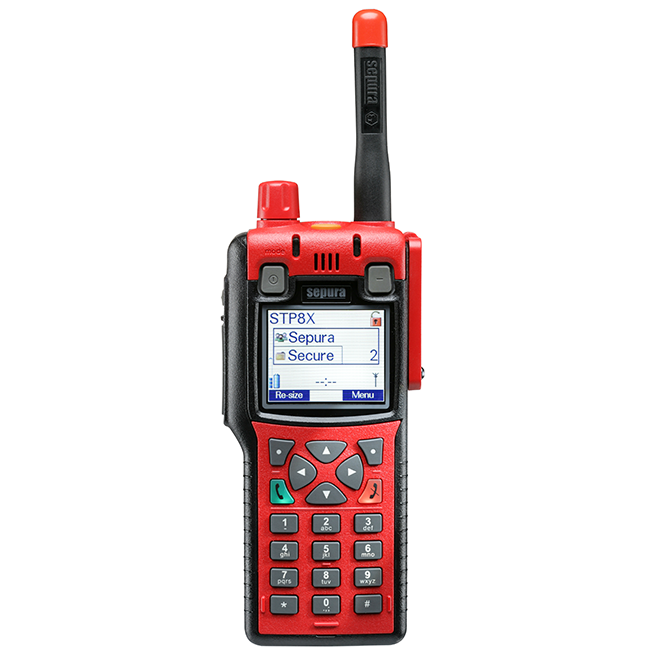 sepura
mode
sepura
STP8X
Sepura
Secure 2
--:--
Re-size Menu
1 2 abc 3 def
4 ghi 5 jkl 6 mno
7 pqrs 8 tuv 9 wxyz
* 0 #